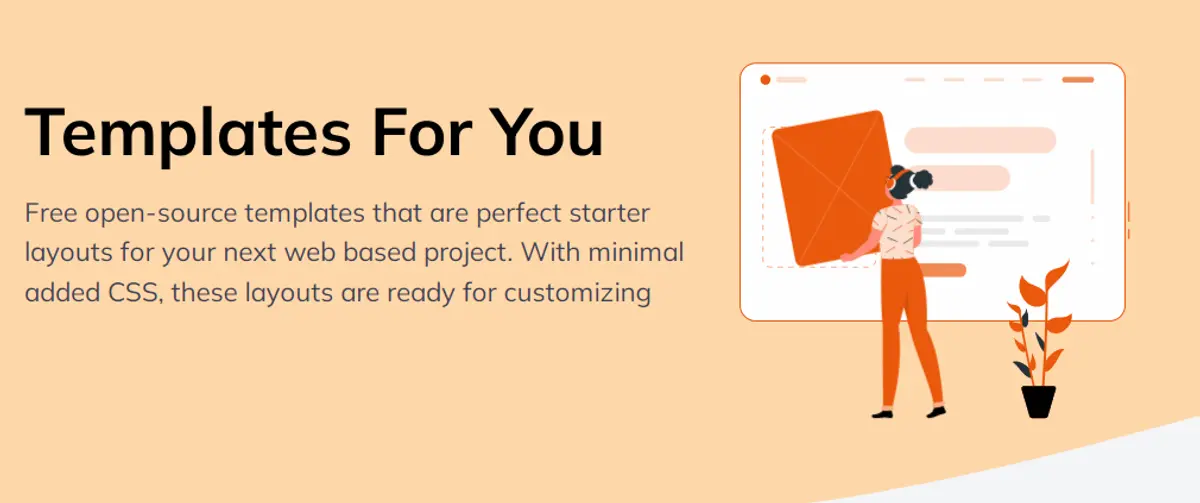 Templates For You
Free open-source templates that are perfect starter
layouts for your next web based project. With minimal
added CSS, these layouts are ready for customizing